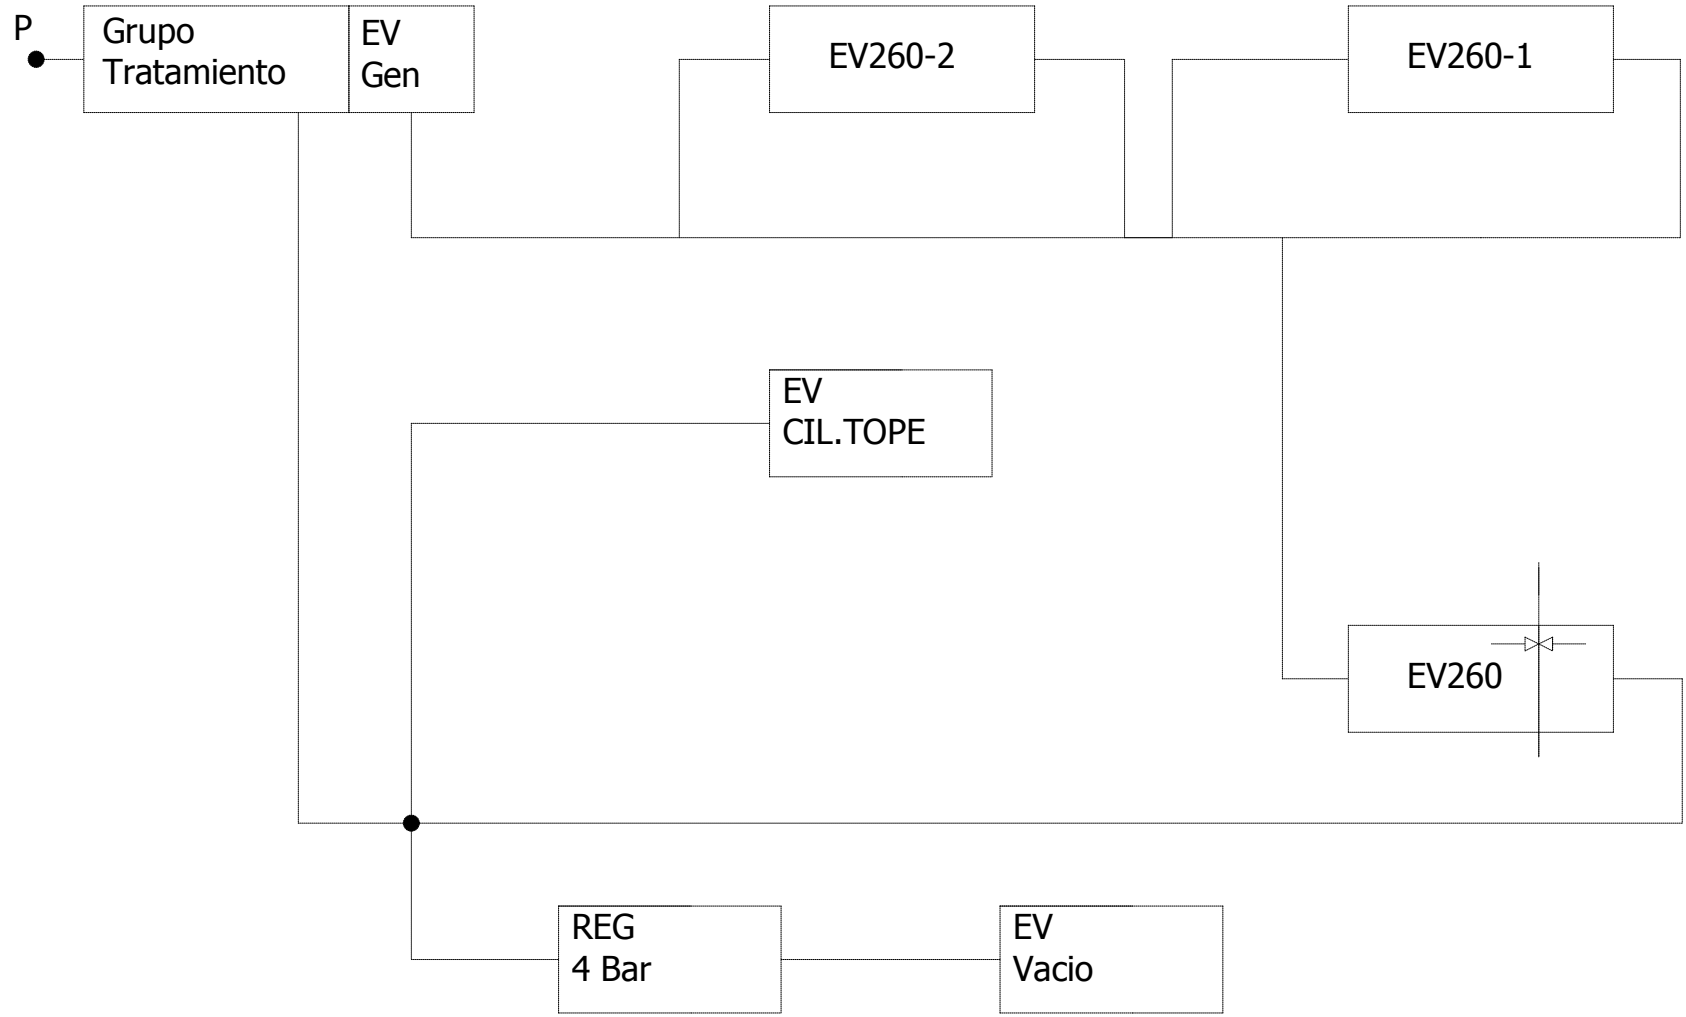 P
Grupo
Tratamiento
EV
Gen
EV260-2
EV260-1
EV
CIL.TOPE
EV260
REG
4 Bar
EV
Vacio